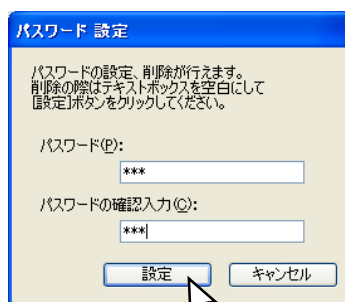 パスワード 設定
パスワードの設定、削除が行えます。
削除の際はテキストボックスを空白にして
[設定]ボタンをクリックしてください。
パスワード(P):
***
パスワードの確認入力(C):
***
設定
キャンセル